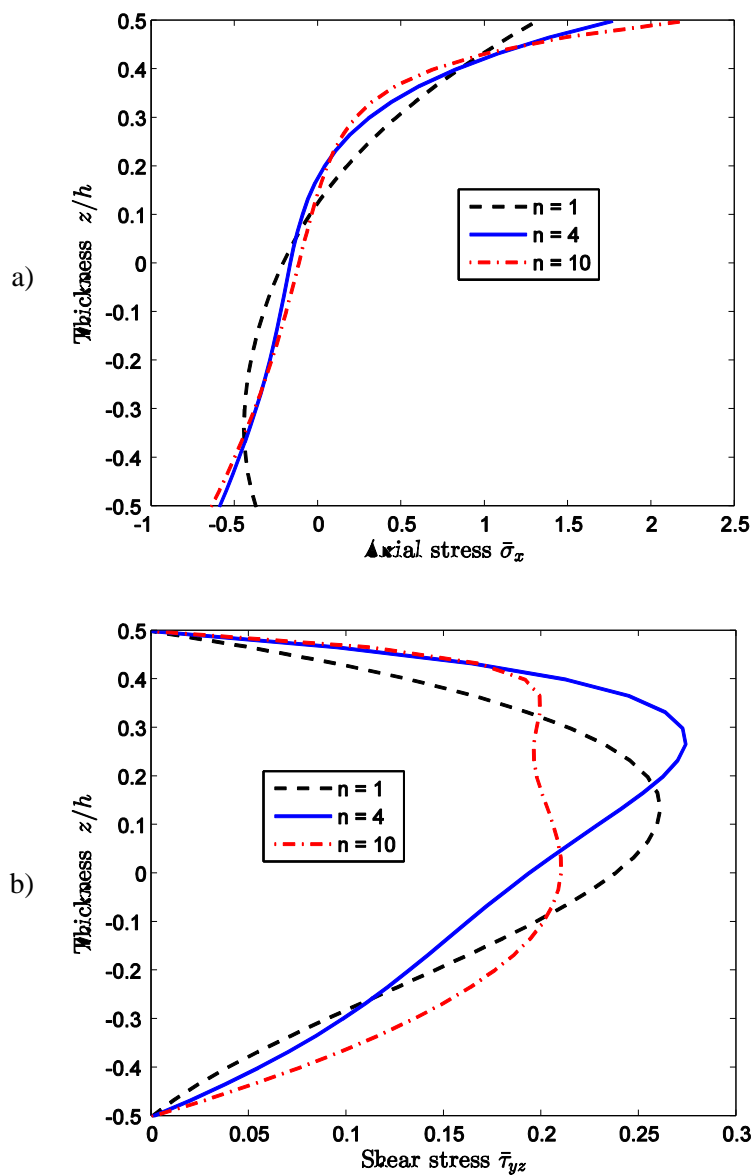 a)
Thickness z/h
0.5
0.4
0.3
0.2
0.1
0
-0.1
-0.2
-0.3
-0.4
-0.5
n = 1
n = 4
n = 10
-1 -0.5 0 0.5 1 1.5 2 2.5
Axial stress σ̄ₓ
b)
Thickness z/h
0.5
0.4
0.3
0.2
0.1
0
-0.1
-0.2
-0.3
-0.4
-0.5
n = 1
n = 4
n = 10
0 0.05 0.1 0.15 0.2 0.25 0.3
Shear stress τ̄yz